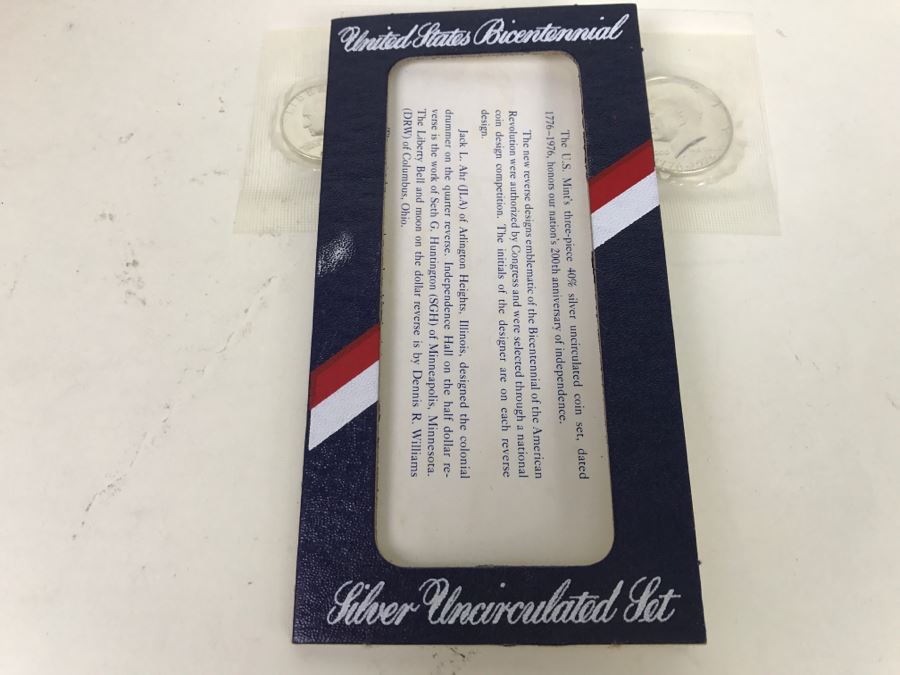 United States Bicentennial
The U.S. Mint's three-piece 40% silver uncirculated coin set, dated
1776–1976, honors our nation's 200th anniversary of independence.
The new reverse designs emblematic of the Bicentennial of the American
Revolution were authorized by Congress and were selected through a national
coin design competition. The initials of the designer are on each reverse
design.
Jack L. Ahr (JLA) of Arlington Heights, Illinois, designed the colonial
drummer on the quarter reverse. Independence Hall on the half dollar re-
verse is the work of Seth G. Huntington (SGH) of Minneapolis, Minnesota.
The Liberty Bell and moon on the dollar reverse is by Dennis R. Williams
(DRW) of Columbus, Ohio.
Silver Uncirculated Set